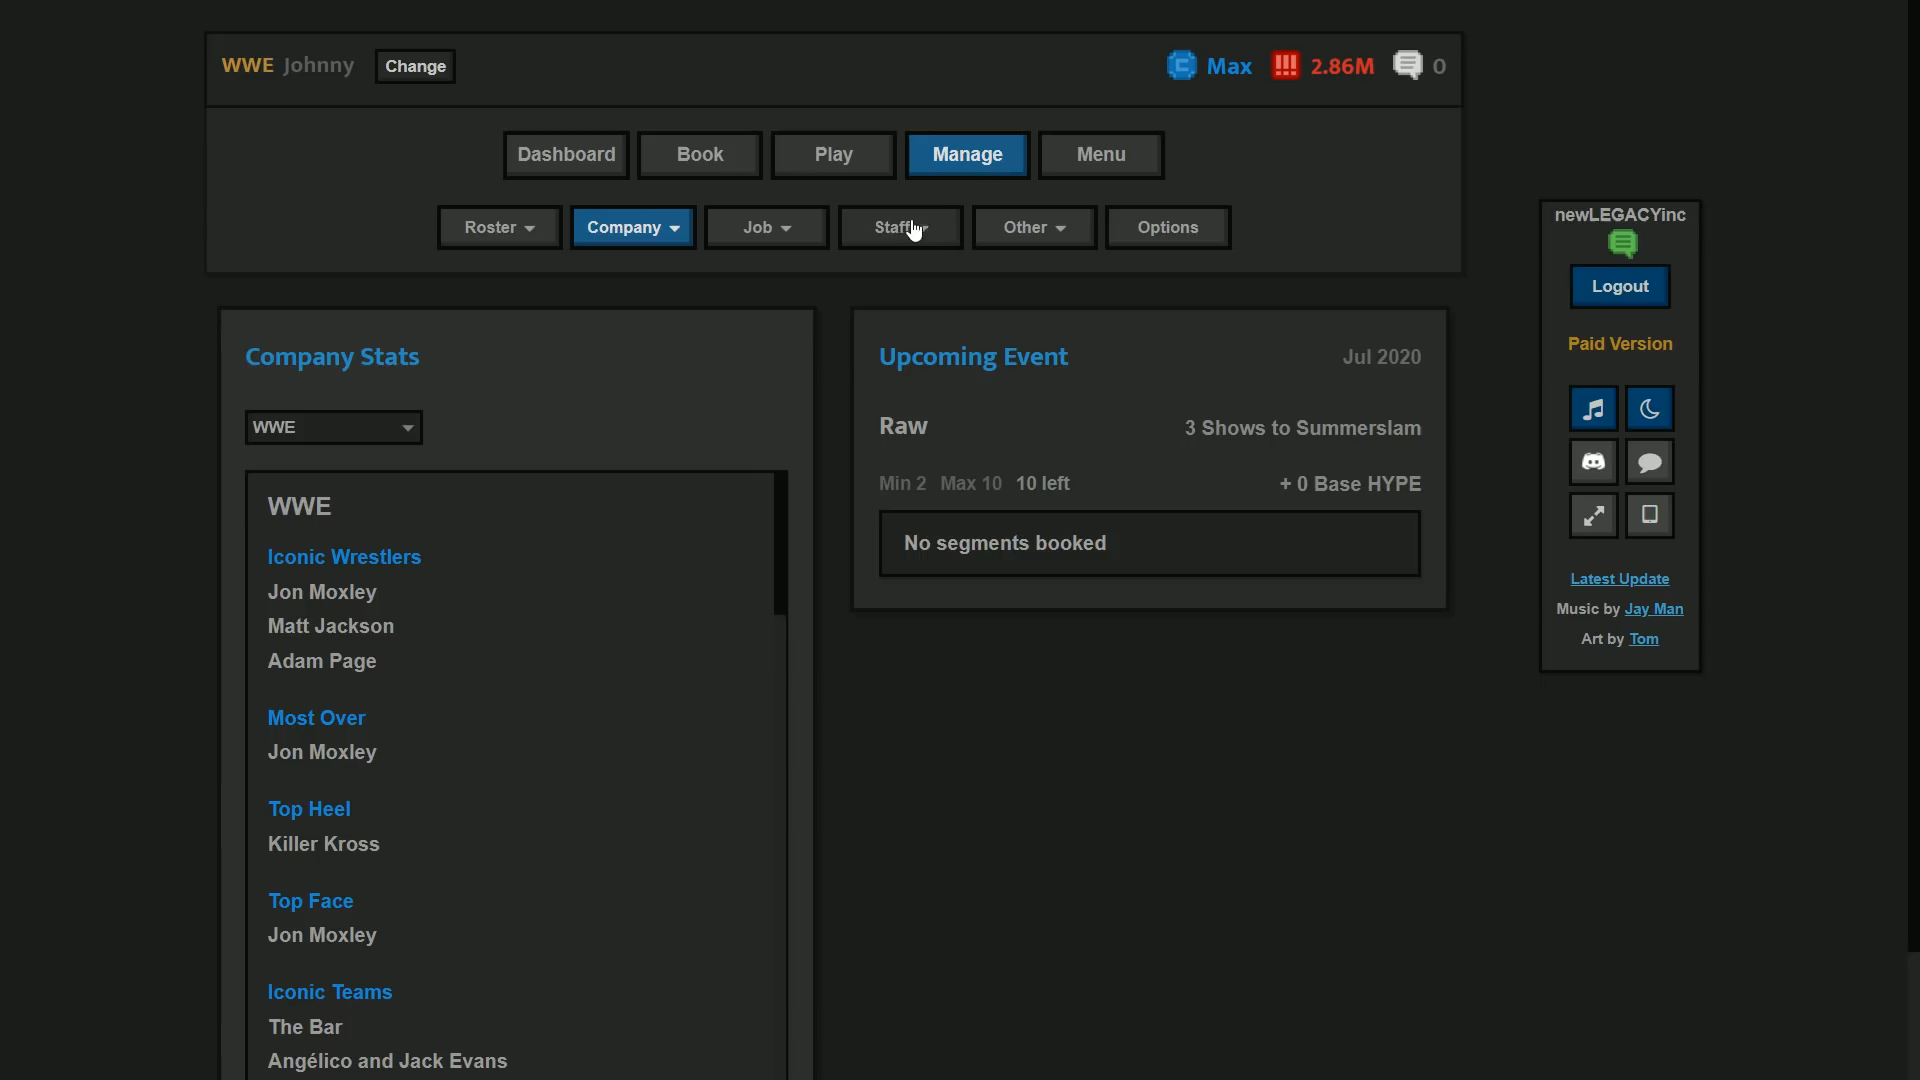 WWE Johnny Change Max 2.86M 0
Dashboard Book Play Manage Menu
Roster Company Job Staff Other Options
newLEGACYinc
Logout
Paid Version
Latest Update
Music by Jay Man
Art by Tom
Company Stats
WWE
WWE
Iconic Wrestlers
Jon Moxley
Matt Jackson
Adam Page
Most Over
Jon Moxley
Top Heel
Killer Kross
Top Face
Jon Moxley
Iconic Teams
The Bar
Angélico and Jack Evans
Upcoming Event Jul 2020
Raw 3 Shows to Summerslam
Min 2 Max 10 10 left + 0 Base HYPE
No segments booked